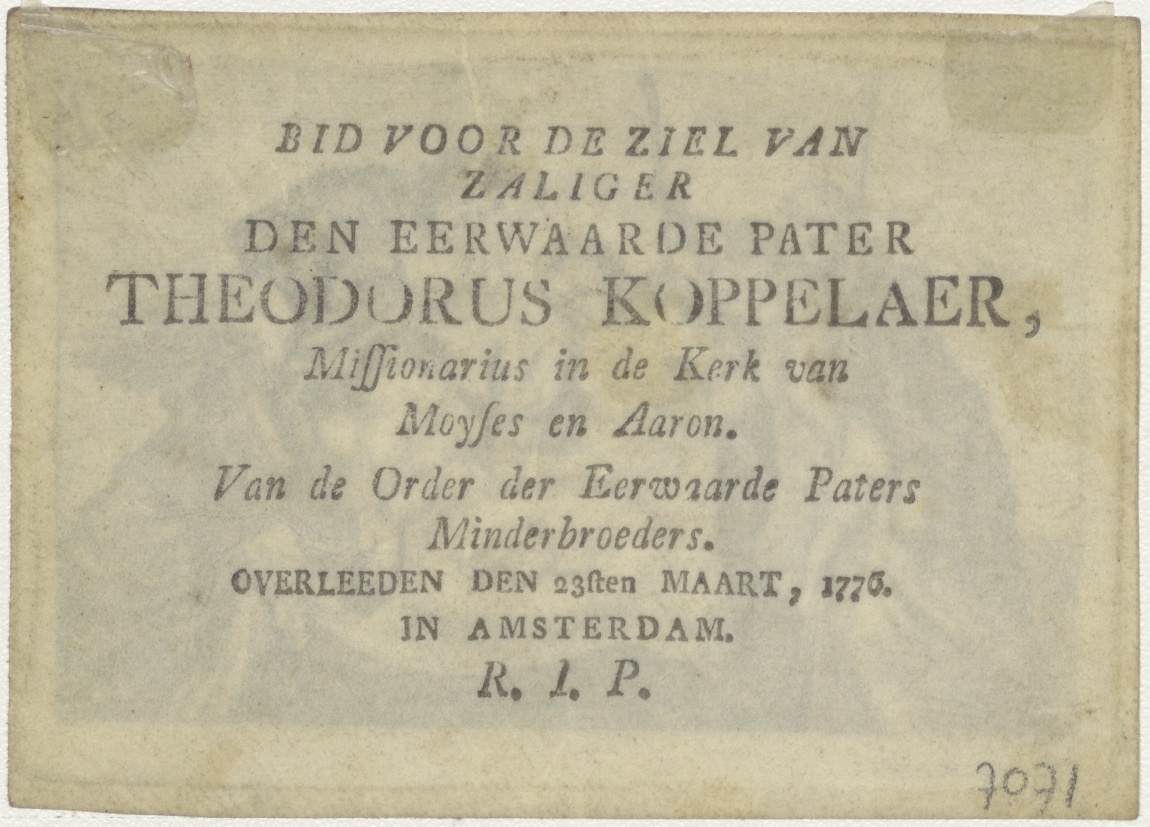 BID VOOR DE ZIEL VAN
ZALIGER
DEN EERWAARDE PATER
THEODORUS KOPPELAER,
Miſſionarius in de Kerk van
Moyſes en Aaron.
Van de Order der Eerwaarde Paters
Minderbroeders.
OVERLEEDEN DEN 23ſten MAART, 1776.
IN AMSTERDAM.
R. I. P.
7071